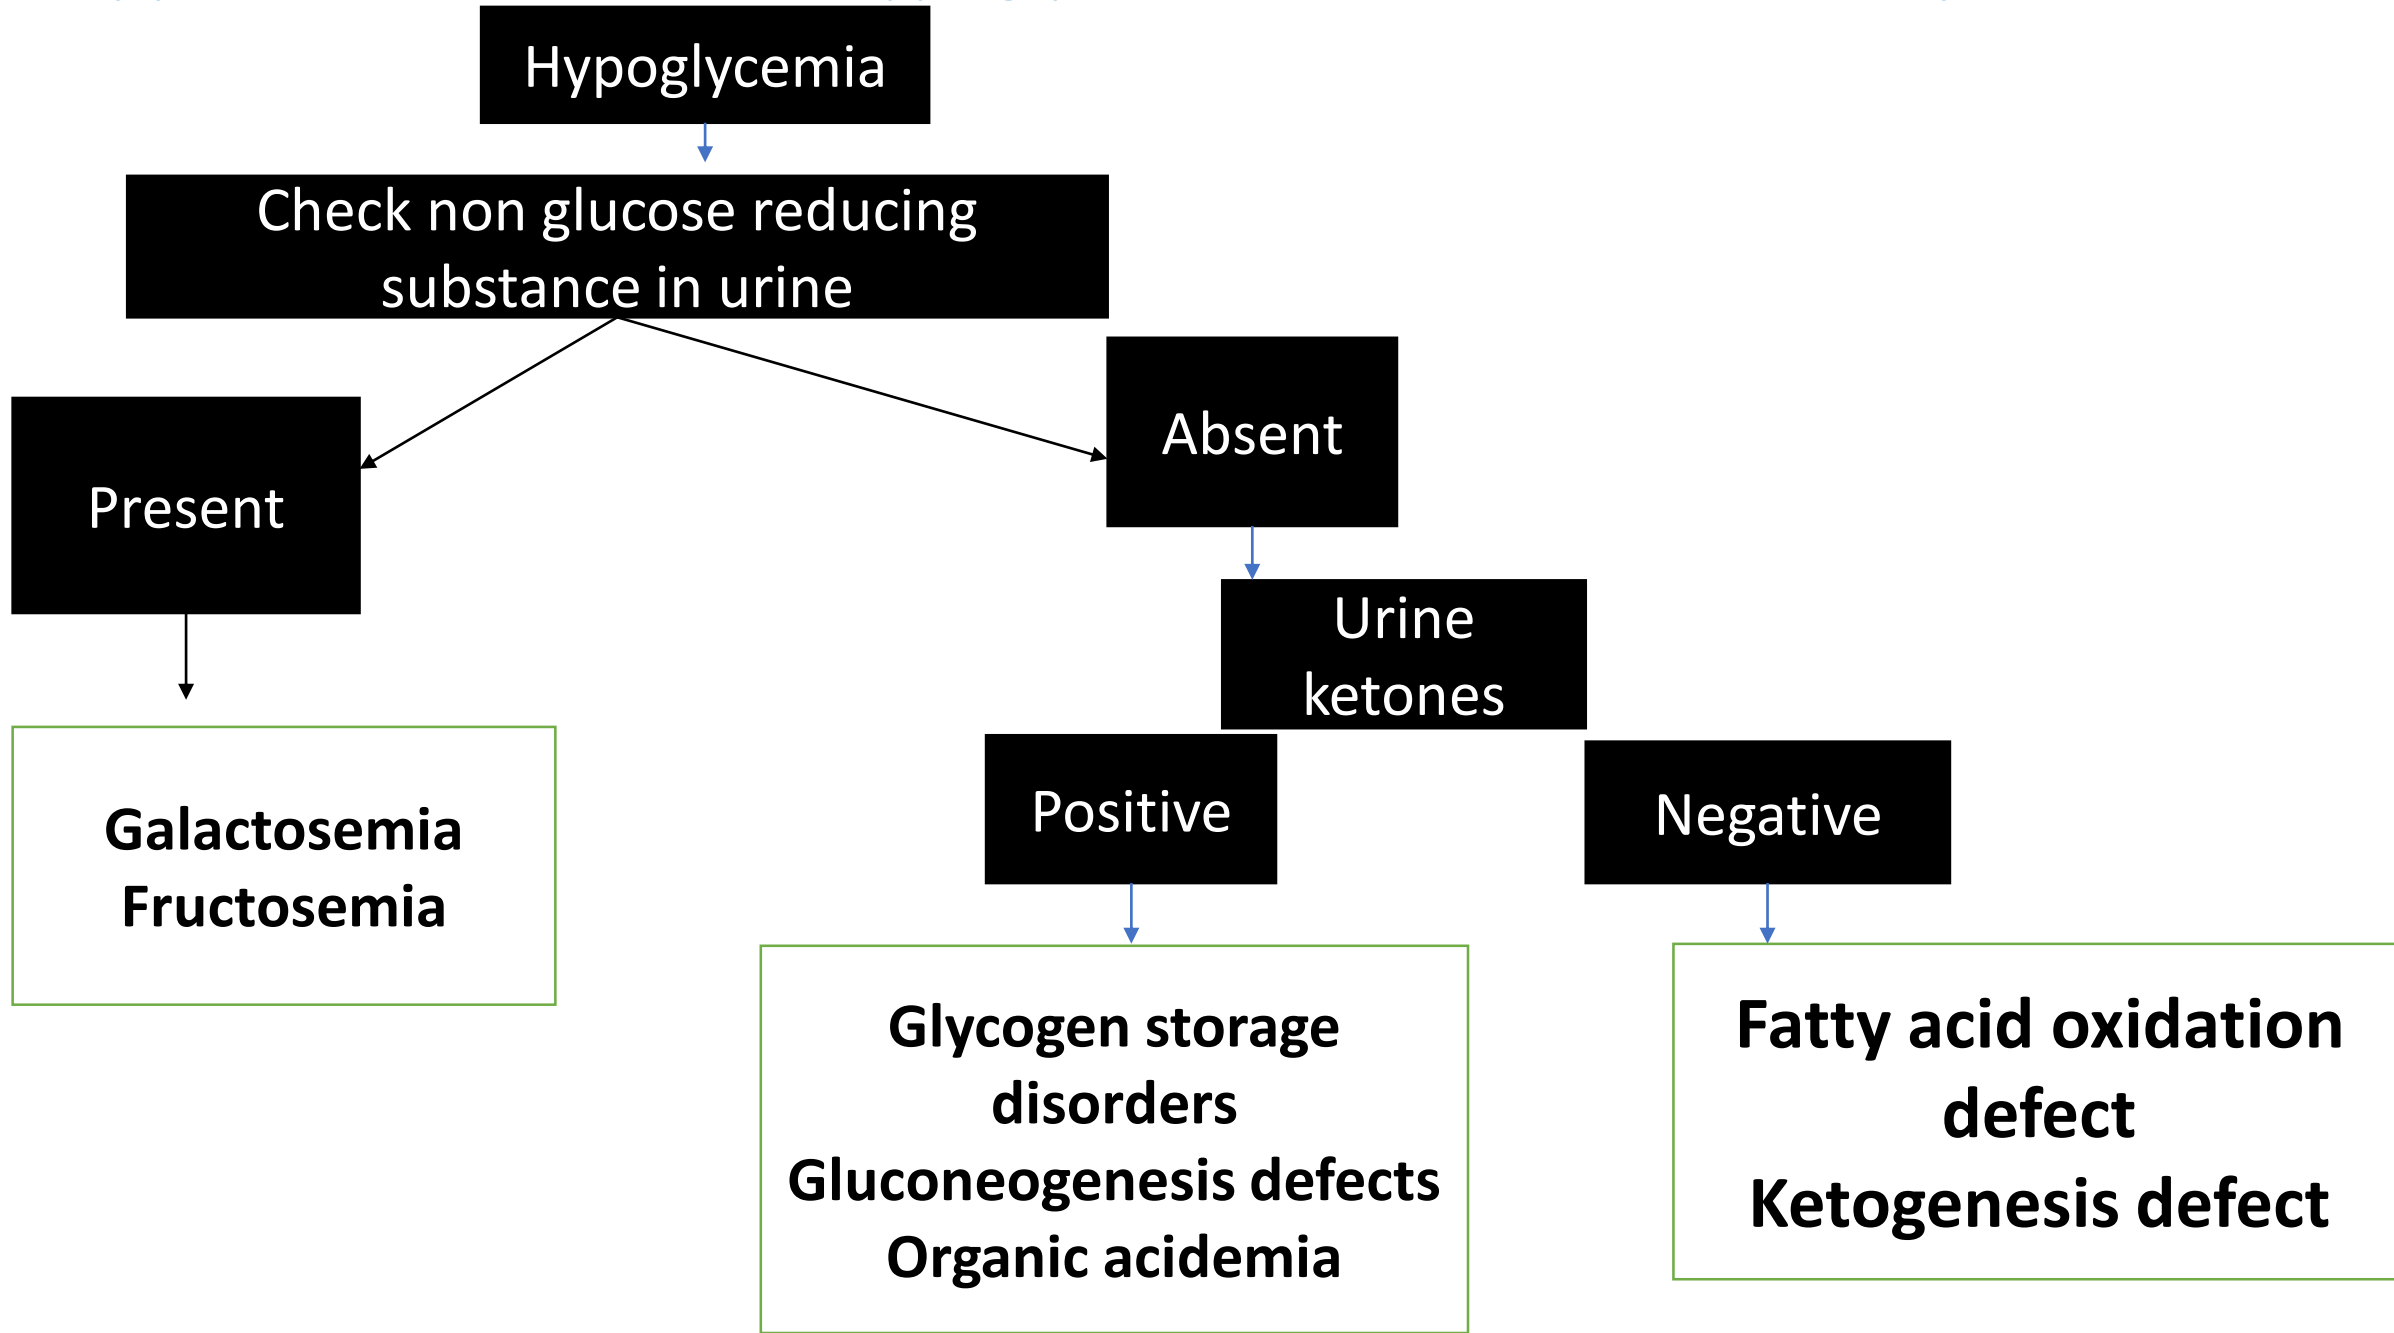 Hypoglycemia
Check non glucose reducing
substance in urine
Absent
Present
Urine
ketones
Positive
Negative
Galactosemia
Fructosemia
Glycogen storage
disorders
Gluconeogenesis defects
Organic acidemia
Fatty acid oxidation
defect
Ketogenesis defect